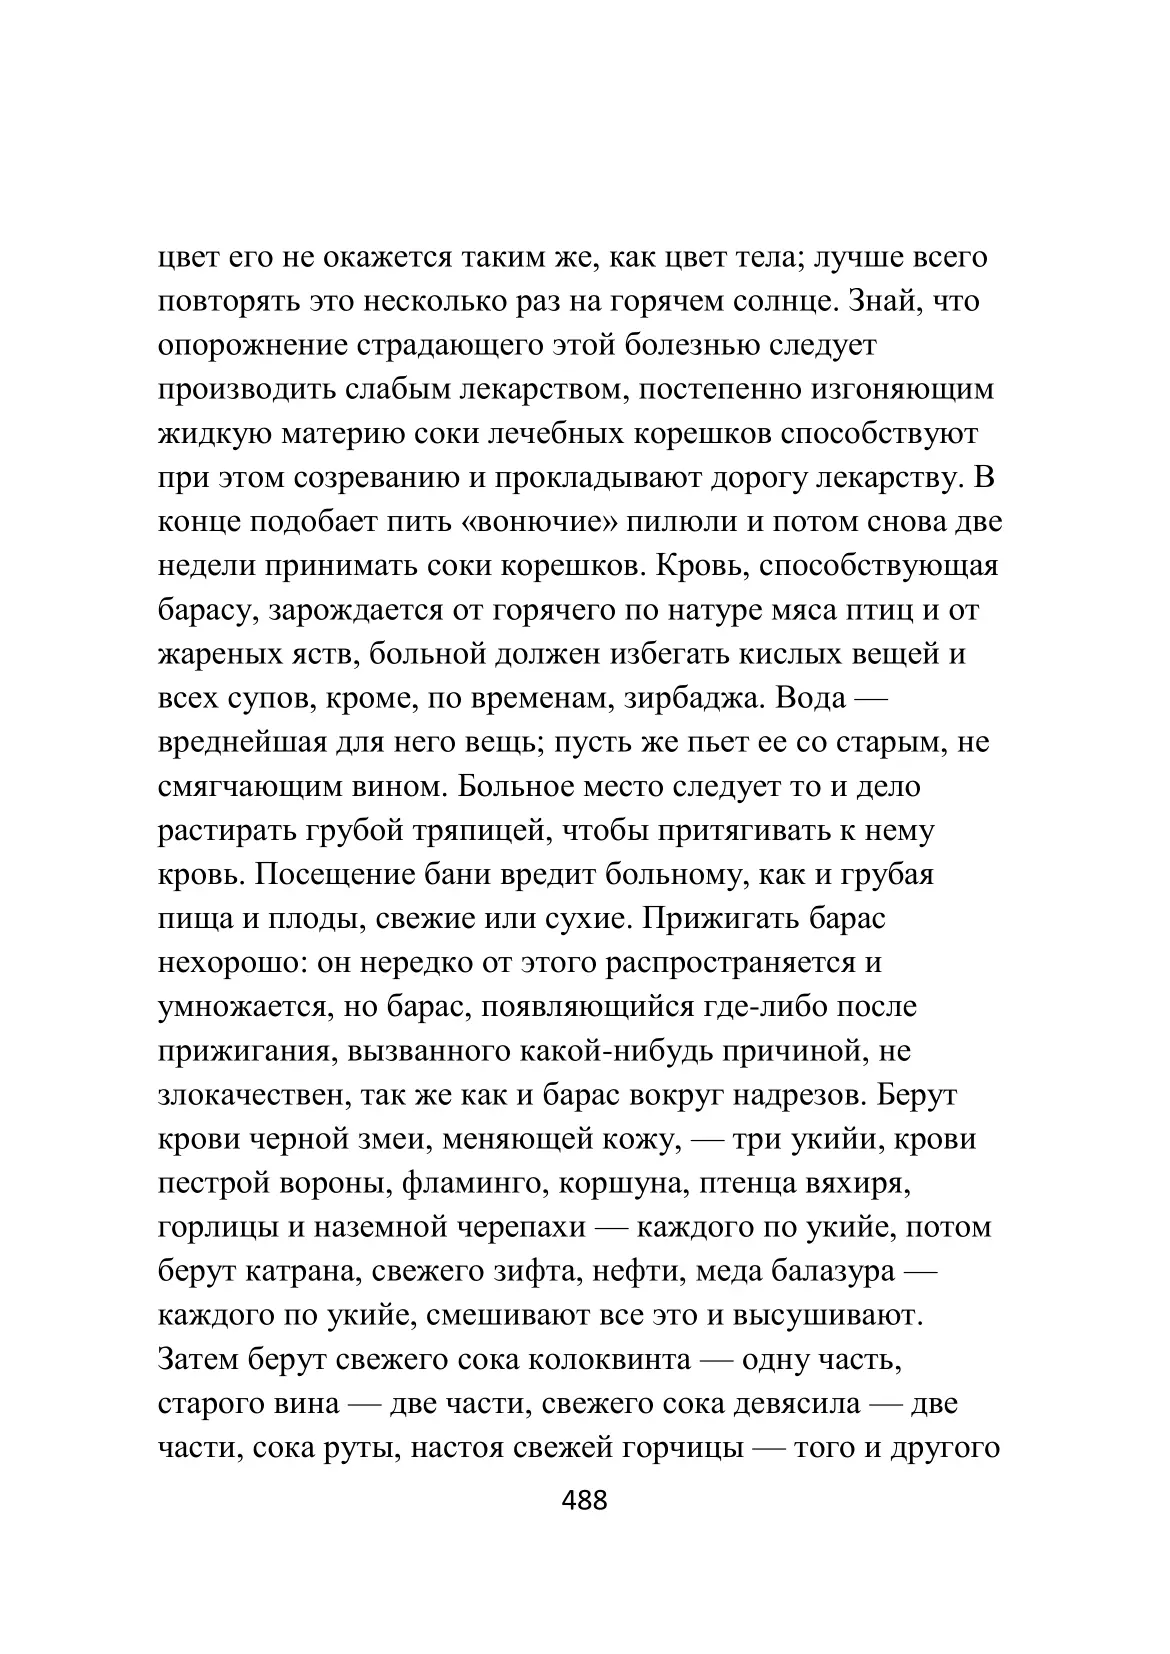 цвет его не окажется таким же, как цвет тела; лучше всего
повторять это несколько раз на горячем солнце. Знай, что
опорожнение страдающего этой болезнью следует
производить слабым лекарством, постепенно изгоняющим
жидкую материю соки лечебных корешков способствуют
при этом созреванию и прокладывают дорогу лекарству. В
конце подобает пить «вонючие» пилюли и потом снова две
недели принимать соки корешков. Кровь, способствующая
барасу, зарождается от горячего по натуре мяса птиц и от
жареных яств, больной должен избегать кислых вещей и
всех супов, кроме, по временам, зирбаджа. Вода —
вреднейшая для него вещь; пусть же пьет ее со старым, не
смягчающим вином. Больное место следует то и дело
растирать грубой тряпицей, чтобы притягивать к нему
кровь. Посещение бани вредит больному, как и грубая
пища и плоды, свежие или сухие. Прижигать барас
нехорошо: он нередко от этого распространяется и
умножается, но барас, появляющийся где-либо после
прижигания, вызванного какой-нибудь причиной, не
злокачествен, так же как и барас вокруг надрезов. Берут
крови черной змеи, меняющей кожу, — три укийи, крови
пестрой вороны, фламинго, коршуна, птенца вяхиря,
горлицы и наземной черепахи — каждого по укийе, потом
берут катрана, свежего зифта, нефти, меда балазура —
каждого по укийе, смешивают все это и высушивают.
Затем берут свежего сока колоквинта — одну часть,
старого вина — две части, свежего сока девясила — две
части, сока руты, настоя свежей горчицы — того и другого
488